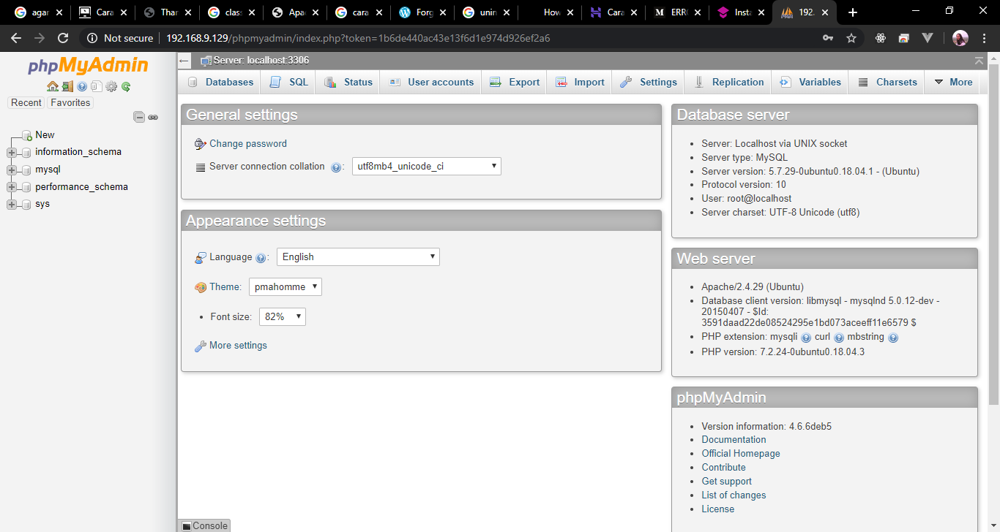 agar
Cara
Than
class
Apa
cara
Forg
unin
How
Cara
ERR
Insta
192.
Not secure
192.168.9.129/phpmyadmin/index.php?token=1b6de440ac43e13f6d1e974d926ef2a6
phpMyAdmin
Recent Favorites
New
information_schema
mysql
performance_schema
sys
Server: localhost:3306
Databases SQL Status User accounts Export Import Settings Replication Variables Charsets More
General settings
Change password
Server connection collation : utf8mb4_unicode_ci
Appearance settings
Language : English
Theme: pmahomme
Font size: 82%
More settings
Database server
Server: Localhost via UNIX socket
Server type: MySQL
Server version: 5.7.29-0ubuntu0.18.04.1 - (Ubuntu)
Protocol version: 10
User: root@localhost
Server charset: UTF-8 Unicode (utf8)
Web server
Apache/2.4.29 (Ubuntu)
Database client version: libmysql - mysqlnd 5.0.12-dev -
20150407 - $Id:
3591daad22de08524295e1bd073aceeff11e6579 $
PHP extension: mysqli curl mbstring
PHP version: 7.2.24-0ubuntu0.18.04.3
phpMyAdmin
Version information: 4.6.6deb5
Documentation
Official Homepage
Contribute
Get support
List of changes
License
Console